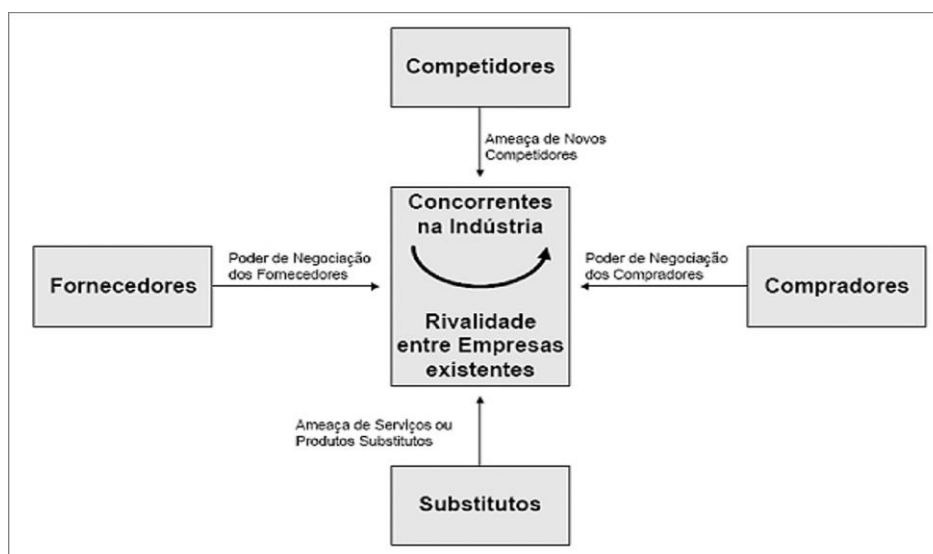 Competidores
Ameaça de Novos
Competidores
Concorrentes
na Indústria
Poder de Negociação
dos Fornecedores
Poder de Negociação
dos Compradores
Fornecedores
Compradores
Rivalidade
entre Empresas
existentes
Ameaça de Serviços ou
Produtos Substitutos
Substitutos